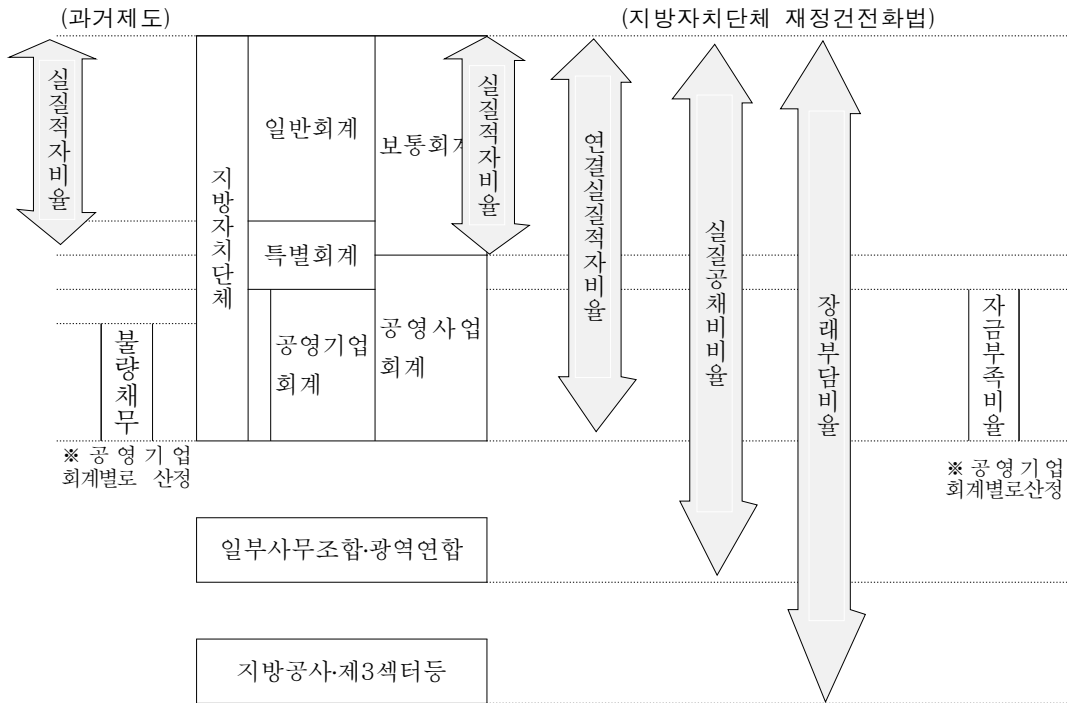 (과거제도)
(지방자치단체 재정건전화법)
실질적자비율
불량채무
※ 공영기업
회계별로 산정
지방자치단체
일반회계
특별회계
공영기업
회계
보통회계
공영사업
회계
실질적자비율
연결실질적자비율
실질공채비비율
장래부담비율
자금부족비율
※ 공영기업
회계별로산정
일부사무조합·광역연합
지방공사·제3섹터등